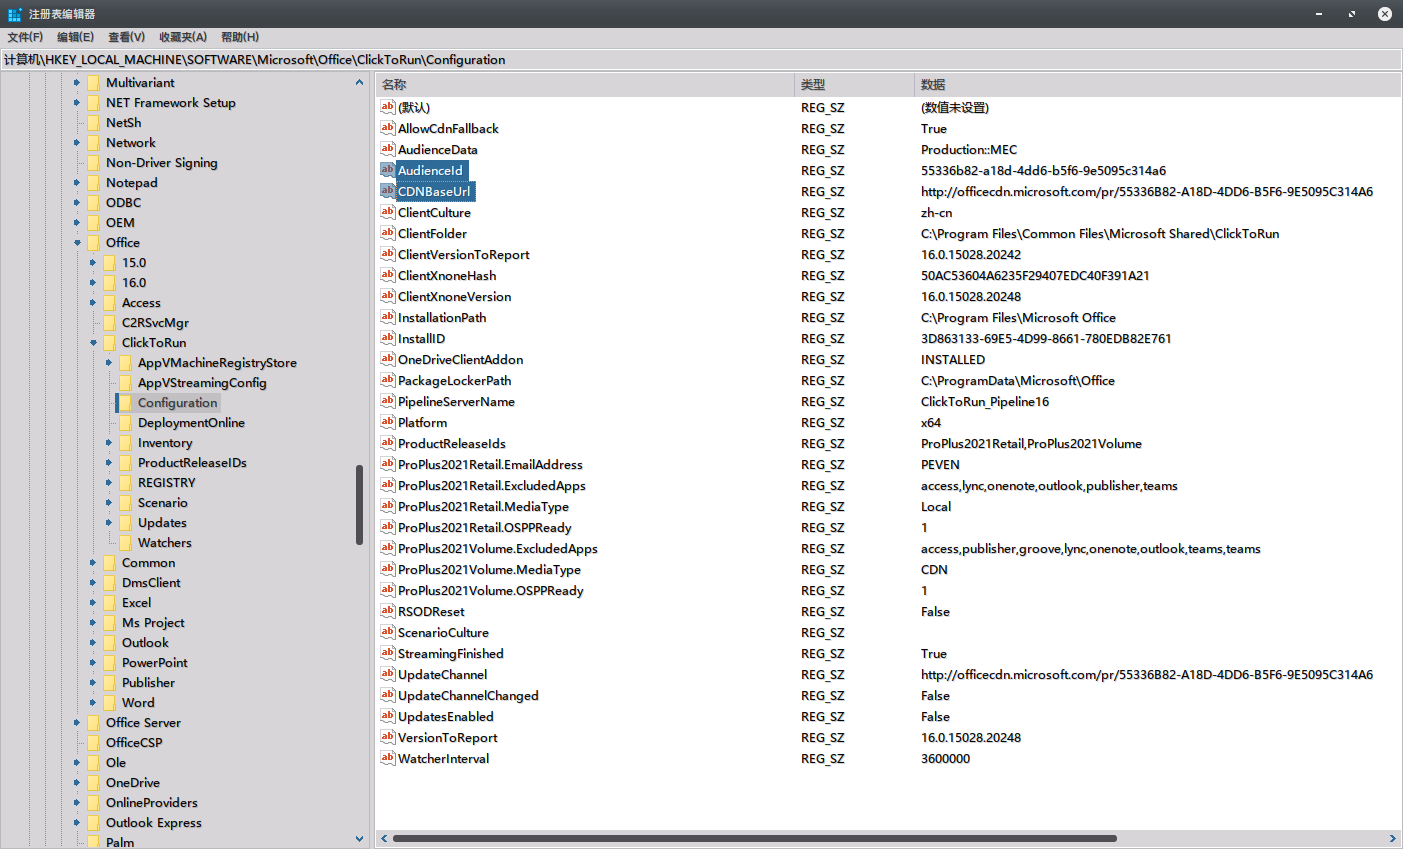 注册表编辑器
文件(F) 编辑(E) 查看(V) 收藏夹(A) 帮助(H)
计算机\HKEY_LOCAL_MACHINE\SOFTWARE\Microsoft\Office\ClickToRun\Configuration
Multivariant
NET Framework Setup
NetSh
Network
Non-Driver Signing
Notepad
ODBC
OEM
Office
15.0
16.0
Access
C2RSvcMgr
ClickToRun
AppVMachineRegistryStore
AppVStreamingConfig
Configuration
DeploymentOnline
Inventory
ProductReleaseIDs
REGISTRY
Scenario
Updates
Watchers
Common
DmsClient
Excel
Ms Project
Outlook
PowerPoint
Publisher
Word
Office Server
OfficeCSP
Ole
OneDrive
OnlineProviders
Outlook Express
Palm
名称 类型 数据
(默认) REG_SZ (数值未设置)
AllowCdnFallback REG_SZ True
AudienceData REG_SZ Production::MEC
AudienceId REG_SZ 55336b82-a18d-4dd6-b5f6-9e5095c314a6
CDNBaseUrl REG_SZ http://officecdn.microsoft.com/pr/55336B82-A18D-4DD6-B5F6-9E5095C314A6
ClientCulture REG_SZ zh-cn
ClientFolder REG_SZ C:\Program Files\Common Files\Microsoft Shared\ClickToRun
ClientVersionToReport REG_SZ 16.0.15028.20242
ClientXnoneHash REG_SZ 50AC53604A6235F29407EDC40F391A21
ClientXnoneVersion REG_SZ 16.0.15028.20248
InstallationPath REG_SZ C:\Program Files\Microsoft Office
InstallID REG_SZ 3D863133-69E5-4D99-8661-780EDB82E761
OneDriveClientAddon REG_SZ INSTALLED
PackageLockerPath REG_SZ C:\ProgramData\Microsoft\Office
PipelineServerName REG_SZ ClickToRun_Pipeline16
Platform REG_SZ x64
ProductReleaseIds REG_SZ ProPlus2021Retail,ProPlus2021Volume
ProPlus2021Retail.EmailAddress REG_SZ PEVEN
ProPlus2021Retail.ExcludedApps REG_SZ access,lync,onenote,outlook,publisher,teams
ProPlus2021Retail.MediaType REG_SZ Local
ProPlus2021Retail.OSPPReady REG_SZ 1
ProPlus2021Volume.ExcludedApps REG_SZ access,publisher,groove,lync,onenote,outlook,teams,teams
ProPlus2021Volume.MediaType REG_SZ CDN
ProPlus2021Volume.OSPPReady REG_SZ 1
RSODReset REG_SZ False
ScenarioCulture REG_SZ
StreamingFinished REG_SZ True
UpdateChannel REG_SZ http://officecdn.microsoft.com/pr/55336B82-A18D-4DD6-B5F6-9E5095C314A6
UpdateChannelChanged REG_SZ False
UpdatesEnabled REG_SZ False
VersionToReport REG_SZ 16.0.15028.20248
WatcherInterval REG_SZ 3600000